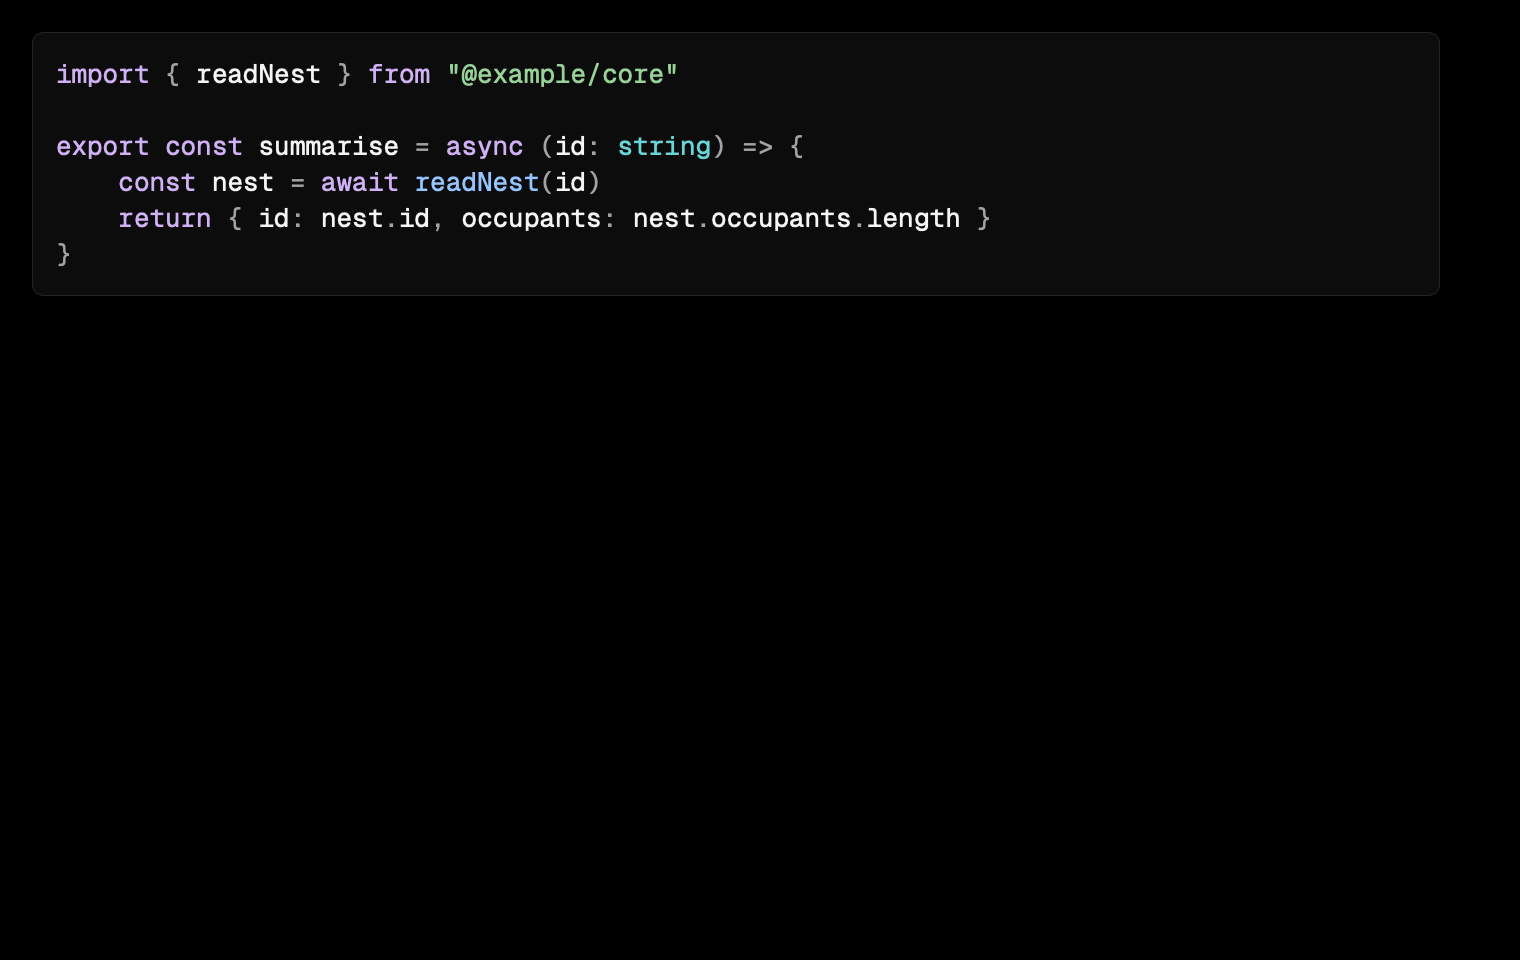 import { readNest } from "@example/core"

export const summarise = async (id: string) => {
    const nest = await readNest(id)
    return { id: nest.id, occupants: nest.occupants.length }
}